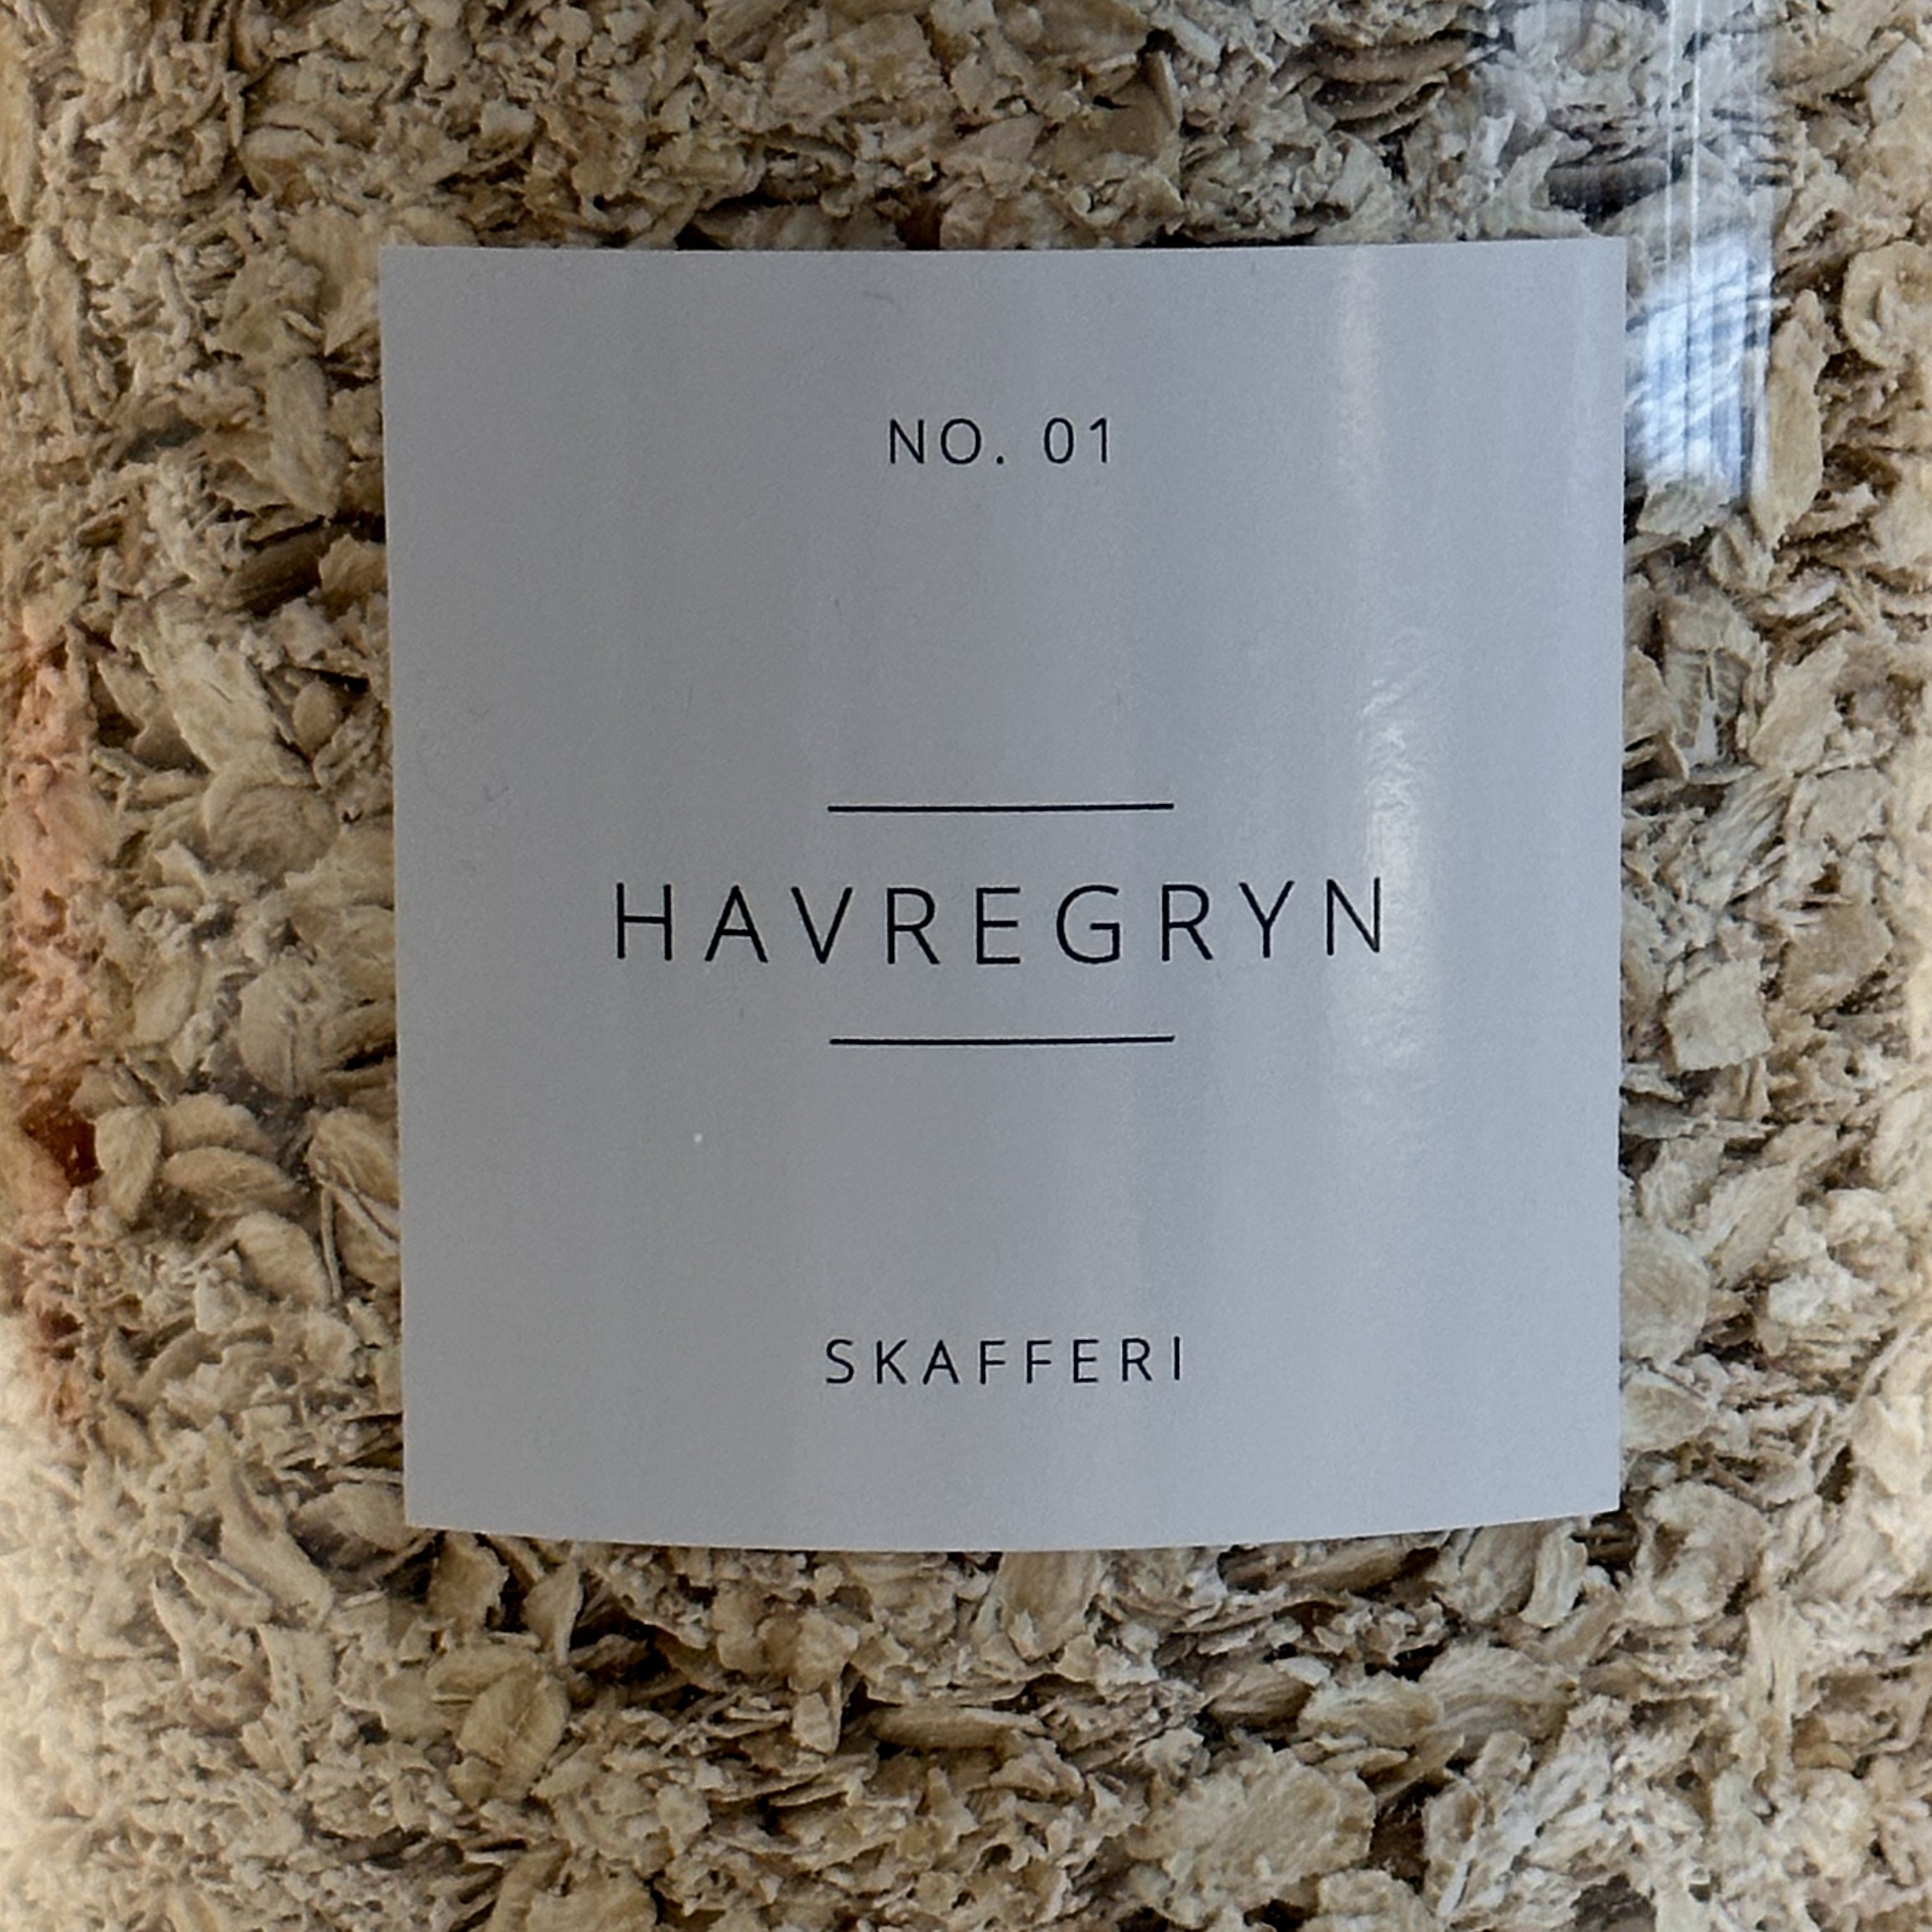 NO. 01
HAVREGRYN
SKAFFERI